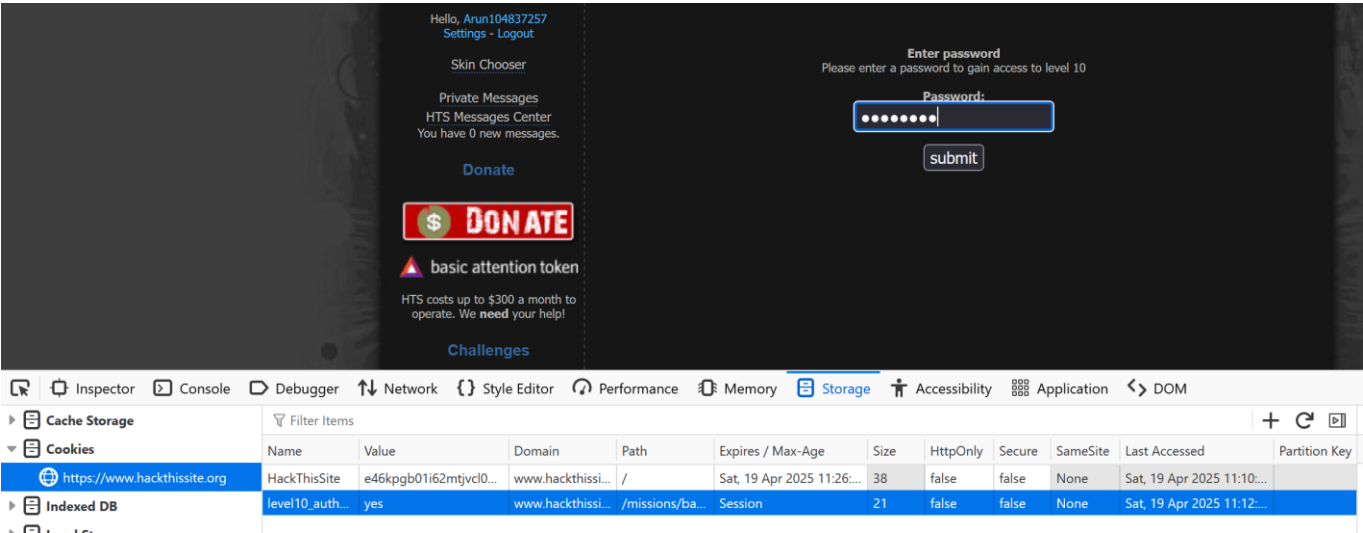 Hello, Arun104837257
Settings - Logout
Skin Chooser
Private Messages
HTS Messages Center
You have 0 new messages.
Donate
$ DONATE
basic attention token
HTS costs up to $300 a month to
operate. We need your help!
Challenges
Enter password
Please enter a password to gain access to level 10
Password:
submit
Inspector Console Debugger Network Style Editor Performance Memory Storage Accessibility Application DOM
Cache Storage
Cookies
https://www.hackthissite.org
Indexed DB
Filter Items
Name Value Domain Path Expires / Max-Age Size HttpOnly Secure SameSite Last Accessed Partition Key
HackThisSite e46kpgb01i62mtjvcl0... www.hackthissi... / Sat, 19 Apr 2025 11:26:... 38 false false None Sat, 19 Apr 2025 11:10:...
level10_auth... yes www.hackthissi... /missions/ba... Session 21 false false None Sat, 19 Apr 2025 11:12:...